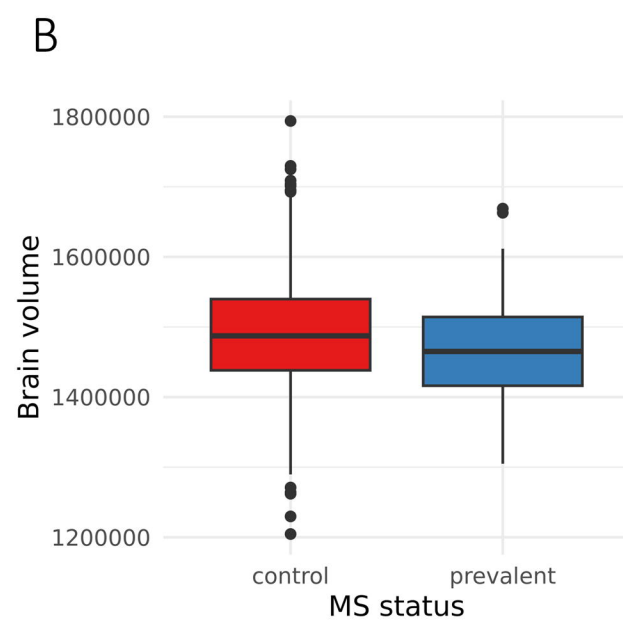 B
1800000
1600000
1400000
1200000
Brain volume
control prevalent
MS status